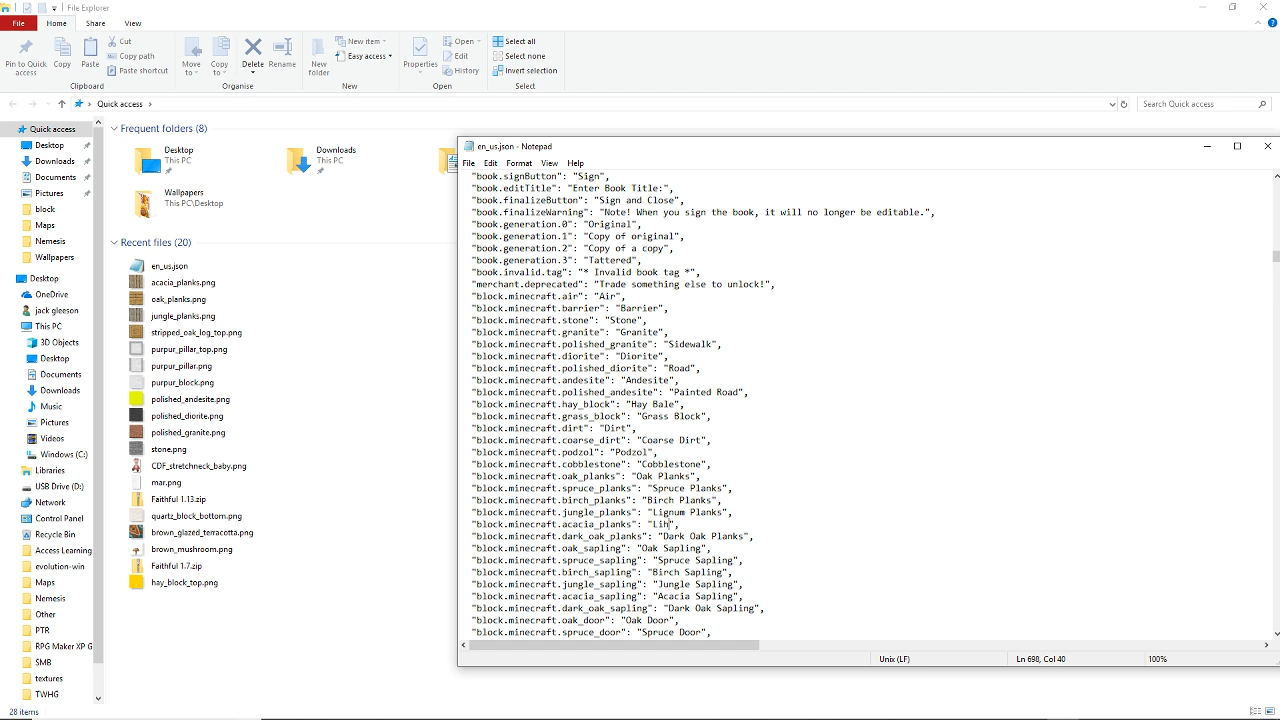 File Explorer
File Home Share View
Pin to Quick access
Copy
Paste
Cut
Copy path
Paste shortcut
Clipboard
Move to
Copy to
Delete
Rename
Organise
New folder
New item
Easy access
New
Properties
Open
Edit
History
Open
Select all
Select none
Invert selection
Select
Quick access
Search Quick access
Quick access
Desktop
Downloads
Documents
Pictures
block
Maps
Nemesis
Wallpapers
Desktop
OneDrive
jack gleeson
This PC
3D Objects
Desktop
Documents
Downloads
Music
Pictures
Videos
Windows (C:)
Libraries
USB Drive (D:)
Network
Control Panel
Recycle Bin
Access Learning
evolution-win
Maps
Nemesis
Other
PTR
RPG Maker XP G
SMB
textures
TWHG
28 items
Frequent folders (8)
Desktop
This PC
Downloads
This PC
Wallpapers
This PC\Desktop
Recent files (20)
en_us.json
acacia_planks.png
oak_planks.png
jungle_planks.png
stripped_oak_log_top.png
purpur_pillar_top.png
purpur_pillar.png
purpur_block.png
polished_andesite.png
polished_diorite.png
polished_granite.png
stone.png
CDF_stretchneck_baby.png
mar.png
Faithful 1.13.zip
quartz_block_bottom.png
brown_glazed_terracotta.png
brown_mushroom.png
Faithful 1.7.zip
hay_block_top.png
en_us.json - Notepad
File Edit Format View Help
"book.signButton": "Sign",
"book.editTitle": "Enter Book Title:",
"book.finalizeButton": "Sign and Close",
"book.finalizeWarning": "Note! When you sign the book, it will no longer be editable.",
"book.generation.0": "Original",
"book.generation.1": "Copy of original",
"book.generation.2": "Copy of a copy",
"book.generation.3": "Tattered",
"book.invalid.tag": "* Invalid book tag *",
"merchant.deprecated": "Trade something else to unlock!",
"block.minecraft.air": "Air",
"block.minecraft.barrier": "Barrier",
"block.minecraft.stone": "Stone",
"block.minecraft.granite": "Granite",
"block.minecraft.polished_granite": "Sidewalk",
"block.minecraft.diorite": "Diorite",
"block.minecraft.polished_diorite": "Road",
"block.minecraft.andesite": "Andesite",
"block.minecraft.polished_andesite": "Painted Road",
"block.minecraft.hay_block": "Hay Bale",
"block.minecraft.grass_block": "Grass Block",
"block.minecraft.dirt": "Dirt",
"block.minecraft.coarse_dirt": "Coarse Dirt",
"block.minecraft.podzol": "Podzol",
"block.minecraft.cobblestone": "Cobblestone",
"block.minecraft.oak_planks": "Oak Planks",
"block.minecraft.spruce_planks": "Spruce Planks",
"block.minecraft.birch_planks": "Birch Planks",
"block.minecraft.jungle_planks": "Lignum Planks",
"block.minecraft.acacia_planks": "Lin",
"block.minecraft.dark_oak_planks": "Dark Oak Planks",
"block.minecraft.oak_sapling": "Oak Sapling",
"block.minecraft.spruce_sapling": "Spruce Sapling",
"block.minecraft.birch_sapling": "Birch Sapling",
"block.minecraft.jungle_sapling": "Jungle Sapling",
"block.minecraft.acacia_sapling": "Acacia Sapling",
"block.minecraft.dark_oak_sapling": "Dark Oak Sapling",
"block.minecraft.oak_door": "Oak Door",
"block.minecraft.spruce_door": "Spruce Door",
Unix (LF)
Ln 698, Col 40
100%